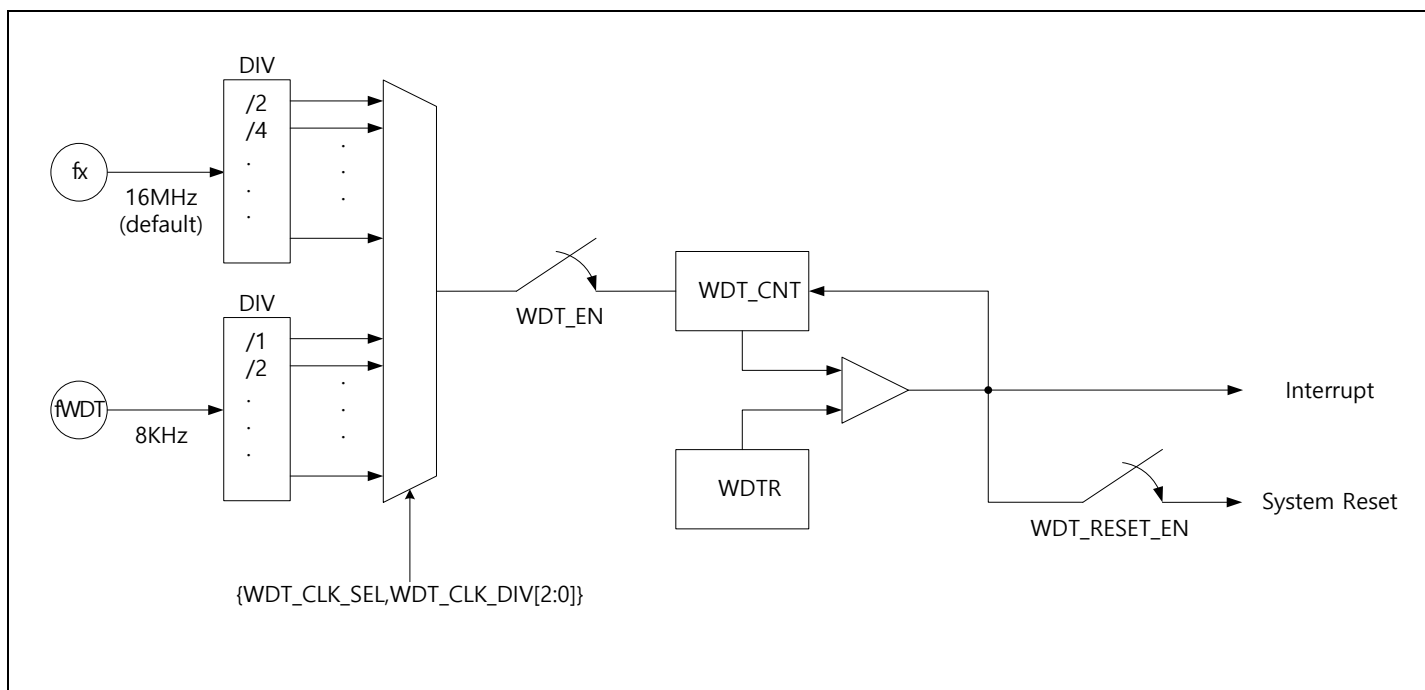 DIV
/2
/4
.
.
.
fx
16MHz
(default)
DIV
/1
/2
.
.
.
fWDT
8KHz
{WDT_CLK_SEL,WDT_CLK_DIV[2:0]}
WDT_EN
WDT_CNT
WDTR
Interrupt
System Reset
WDT_RESET_EN